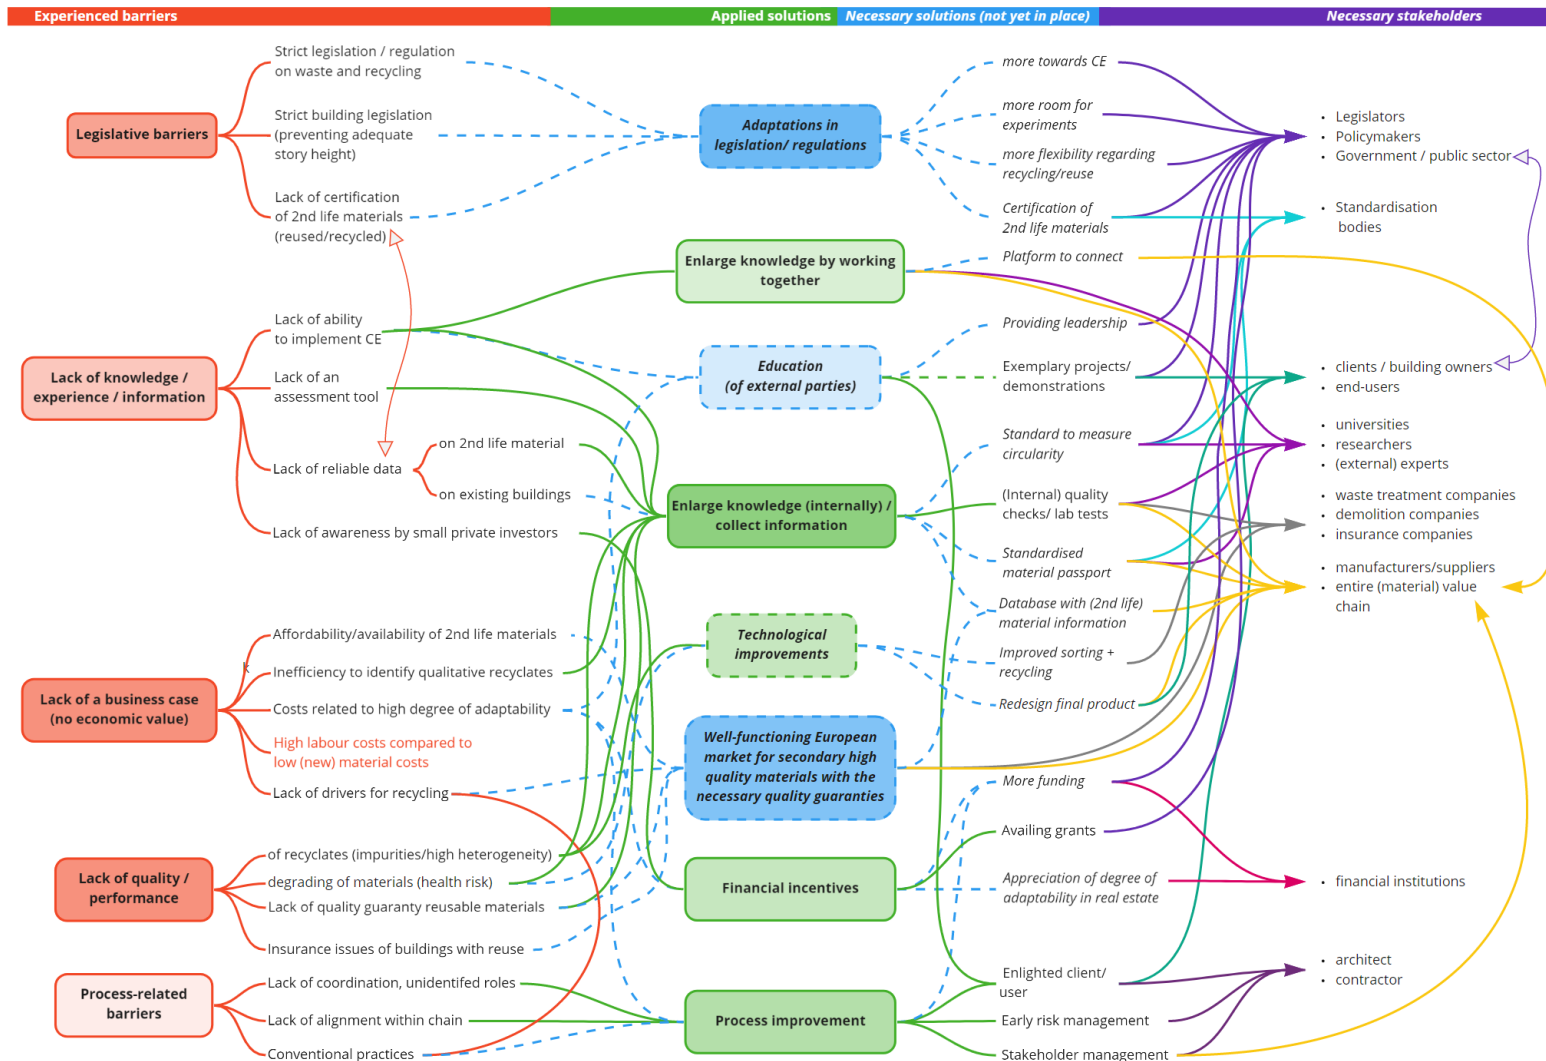 Experienced barriers
Applied solutions
Necessary solutions (not yet in place)
Necessary stakeholders
Legislative barriers
Strict legislation / regulation
on waste and recycling
Strict building legislation
(preventing adequate
story height)
Lack of certification
of 2nd life materials
(reused/recycled)
Lack of knowledge /
experience / information
Lack of ability
to implement CE
Lack of an
assessment tool
Lack of reliable data
on 2nd life material
on existing buildings
Lack of awareness by small private investors
Lack of a business case
(no economic value)
Affordability/availability of 2nd life materials
k
Inefficiency to identify qualitative recyclates
Costs related to high degree of adaptability
High labour costs compared to
low (new) material costs
Lack of drivers for recycling
Lack of quality /
performance
of recyclates (impurities/high heterogeneity)
degrading of materials (health risk)
Lack of quality guaranty reusable materials
Insurance issues of buildings with reuse
Process-related
barriers
Lack of coordination, unidentifed roles
Lack of alignment within chain
Conventional practices
Adaptations in
legislation/ regulations
Enlarge knowledge by working
together
Education
(of external parties)
Enlarge knowledge (internally) /
collect information
Technological
improvements
Well-functioning European
market for secondary high
quality materials with the
necessary quality guaranties
Financial incentives
Process improvement
more towards CE
more room for
experiments
more flexibility regarding
recycling/reuse
Certification of
2nd life materials
Platform to connect
Providing leadership
Exemplary projects/
demonstrations
Standard to measure
circularity
(Internal) quality
checks/ lab tests
Standardised
material passport
Database with (2nd life)
material information
Improved sorting +
recycling
Redesign final product
More funding
Availing grants
Appreciation of degree of
adaptability in real estate
Enlighted client/
user
Early risk management
Stakeholder management
• Legislators
• Policymakers
• Government / public sector
• Standardisation
bodies
• clients / building owners
• end-users
• universities
• researchers
• (external) experts
• waste treatment companies
• demolition companies
• insurance companies
• manufacturers/suppliers
• entire (material) value
chain
• financial institutions
• architect
• contractor